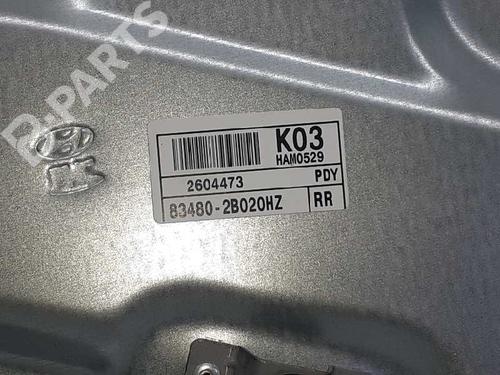 B-PARTS
K03
HAM0529
2604473 PDY
83480-2B020HZ RR